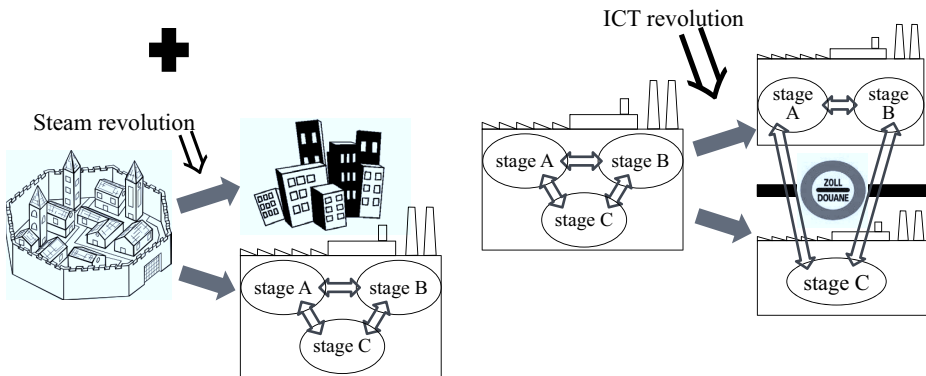 Steam revolution
stage A
stage B
stage C
ICT revolution
stage A
stage B
stage C
stage
A
stage
B
ZOLL
DOUANE
stage C